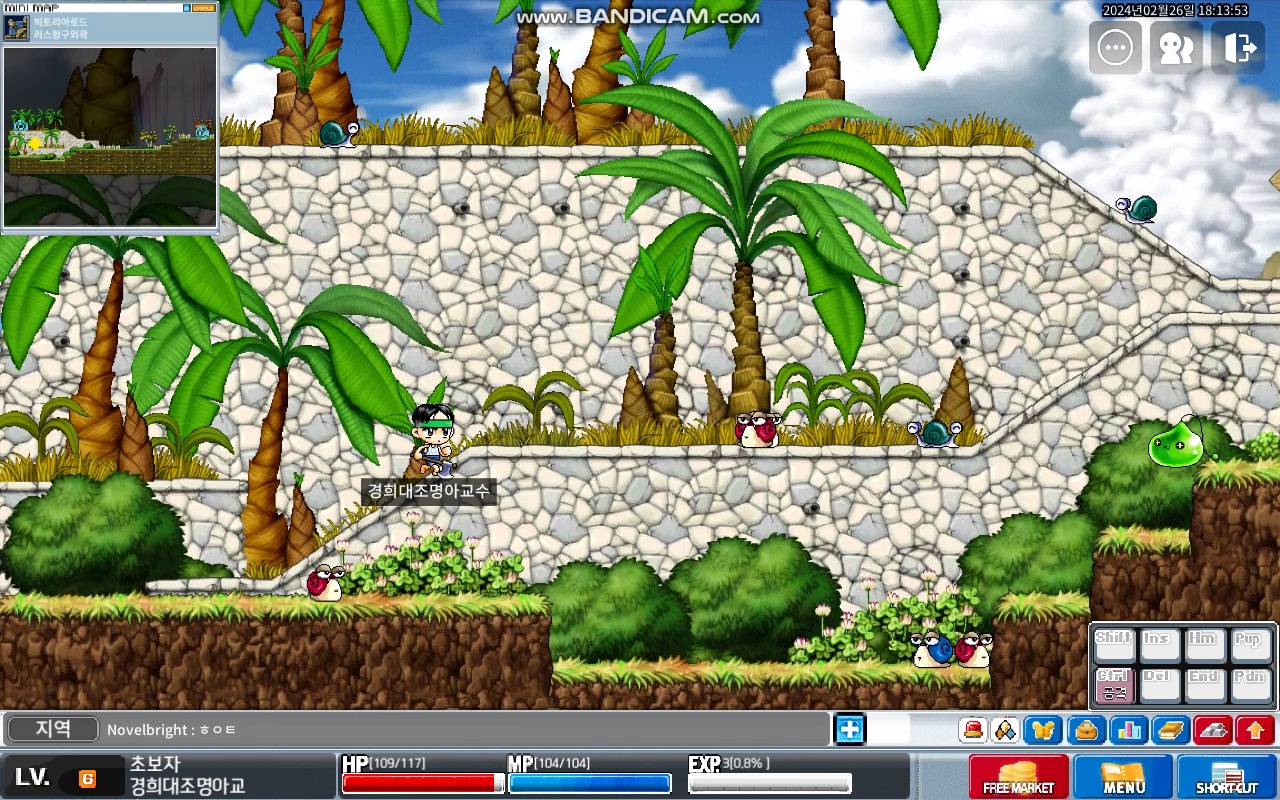 www.BANDICAM.com
2024년02월26일 18:13:53
MINI MAP
빅토리아로드
리스항구외곽
경희대조명아교수
Shift Ins Hm Pup
Ctrl Del End Pdn
공격
지역 Novelbright : ㅎㅇㅌ
LV. 6
초보자
경희대조명아교
HP[109/117] MP[104/104] EXP 3[0.8% ]
FREE MARKET MENU SHORTCUT